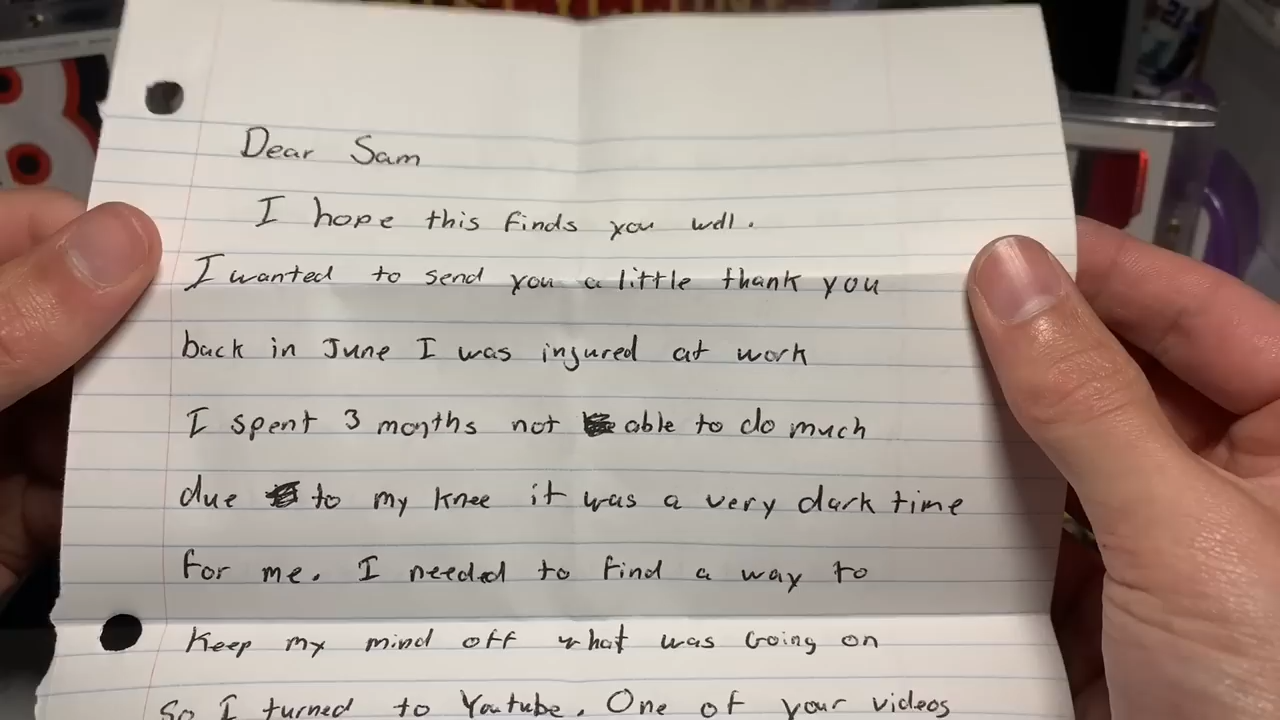 Dear Sam
I hope this finds you well.
I wanted to send you a little thank you
back in June I was injured at work
I spent 3 months not able to do much
due to my knee it was a very dark time
for me. I needed to find a way to
Keep my mind off what was Going on
So I turned to Youtube. One of your videos
21